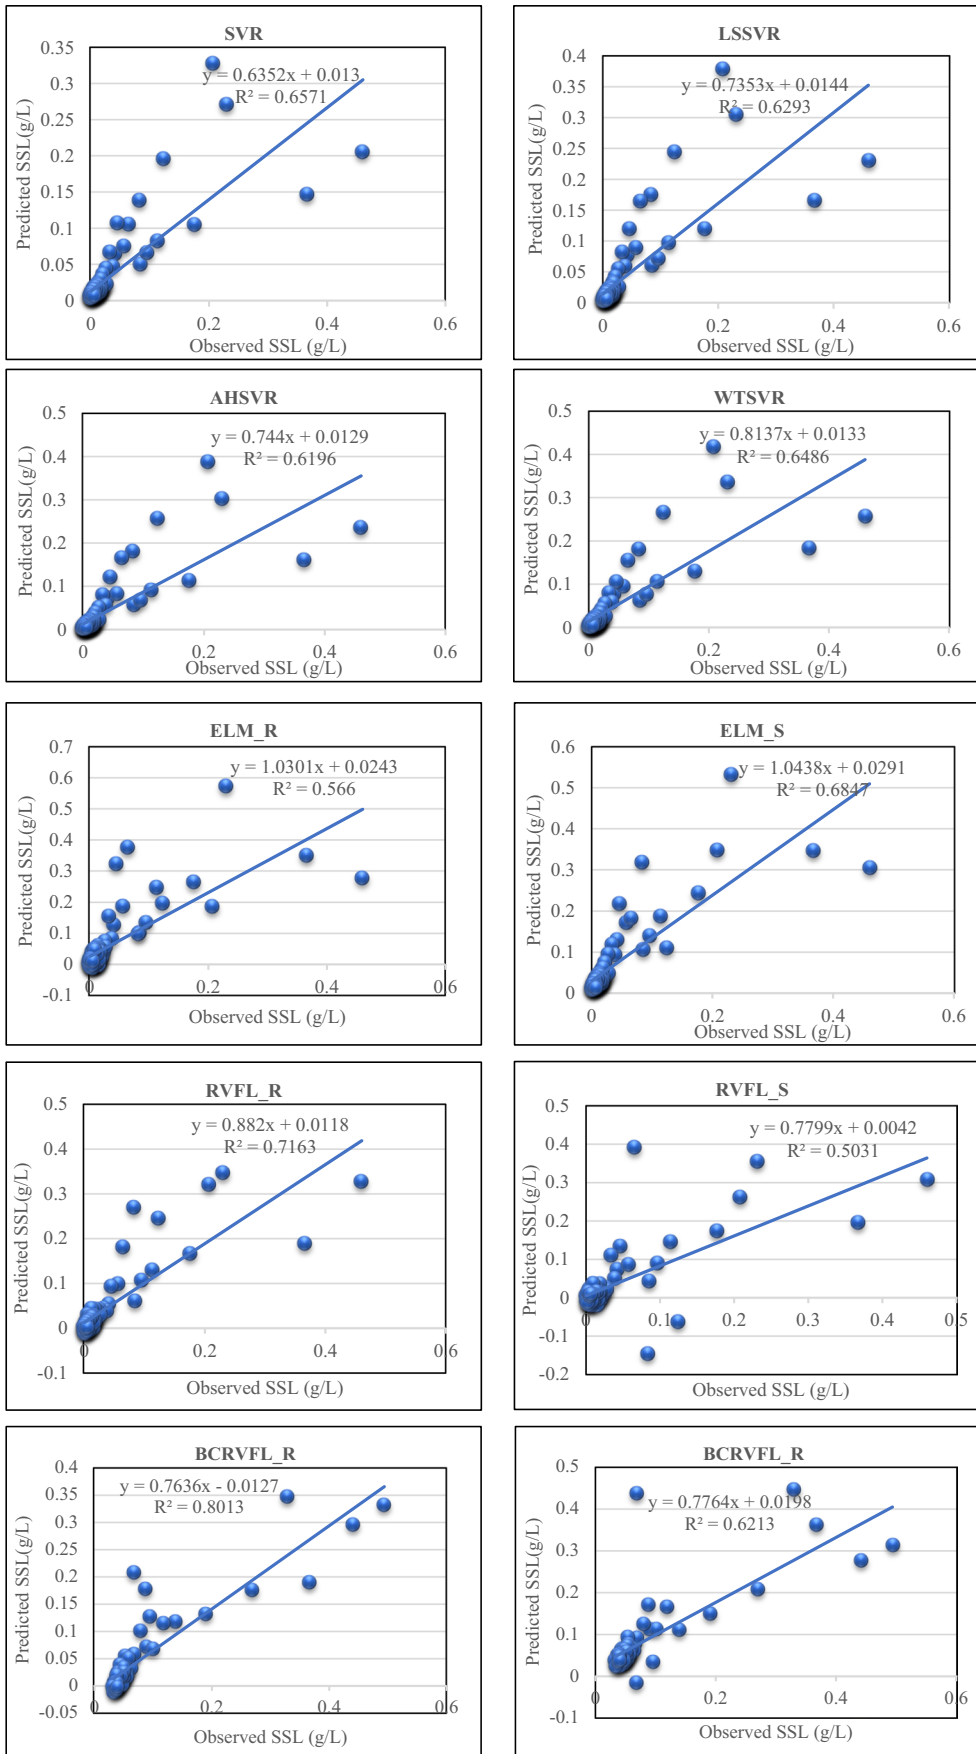 SVR
0.35
0.3
0.25
0.2
0.15
0.1
0.05
0
y = 0.6352x + 0.013
R² = 0.6571
Predicted SSL(g/L)
0 0.2 0.4 0.6
Observed SSL (g/L)
LSSVR
0.4
0.35
0.3
0.25
0.2
0.15
0.1
0.05
0
y = 0.7353x + 0.0144
R² = 0.6293
Predicted SSL(g/L)
0 0.2 0.4 0.6
Observed SSL (g/L)
AHSVR
0.5
0.4
0.3
0.2
0.1
0
y = 0.744x + 0.0129
R² = 0.6196
Predicted SSL(g/L)
0 0.2 0.4 0.6
Observed SSL (g/L)
WTSVR
0.5
0.4
0.3
0.2
0.1
0
y = 0.8137x + 0.0133
R² = 0.6486
Predicted SSL(g/L)
0 0.2 0.4 0.6
Observed SSL (g/L)
ELM_R
0.7
0.6
0.5
0.4
0.3
0.2
0.1
0
-0.1
y = 1.0301x + 0.0243
R² = 0.566
Predicted SSL(g/L)
0 0.2 0.4 0.6
Observed SSL (g/L)
ELM_S
0.6
0.5
0.4
0.3
0.2
0.1
0
y = 1.0438x + 0.0291
R² = 0.6847
Predicted SSL(g/L)
0 0.2 0.4 0.6
Observed SSL (g/L)
RVFL_R
0.5
0.4
0.3
0.2
0.1
0
-0.1
y = 0.882x + 0.0118
R² = 0.7163
Predicted SSL(g/L)
0 0.2 0.4 0.6
Observed SSL (g/L)
RVFL_S
0.5
0.4
0.3
0.2
0.1
0
-0.1
-0.2
y = 0.7799x + 0.0042
R² = 0.5031
Predicted SSL(g/L)
0 0.1 0.2 0.3 0.4 0.5
Observed SSL (g/L)
BCRVFL_R
0.4
0.35
0.3
0.25
0.2
0.15
0.1
0.05
0
-0.05
y = 0.7636x - 0.0127
R² = 0.8013
Predicted SSL(g/L)
0 0.2 0.4 0.6
Observed SSL (g/L)
BCRVFL_R
0.5
0.4
0.3
0.2
0.1
0
-0.1
y = 0.7764x + 0.0198
R² = 0.6213
Predicted SSL(g/L)
0 0.2 0.4 0.6
Observed SSL (g/L)